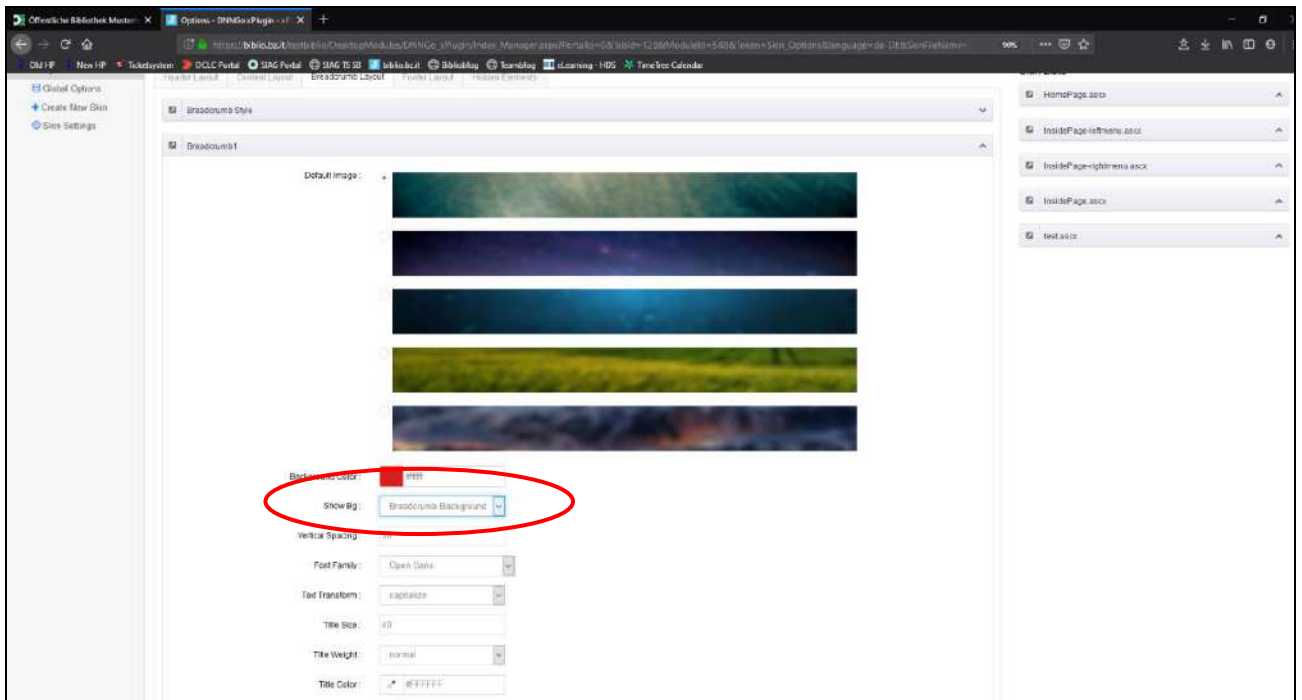 Options - DNNGo xPlugin
90%
Old HP New HP Ticketsystem OCLC Portal SIAG Portal SIAG TS SB biblio.bz.it Biblioblog Teamblog eLearning - HDS TimeTree Calendar
Header Layout Content Layout Breadcrumb Layout Footer Layout Hidden Elements
Global Options
Create New Skin
Skin Settings
Breadcrumb Style
Breadcrumb1
Default Image :
Background Color :
Show Bg : Breadcrumb Background
Vertical Spacing :
Font Family : Open Sans
Text Transform : capitalize
Title Size : 40
Title Weight : normal
Title Color : #FFFFFF
HomePage.ascx
InsidePage-leftmenu.ascx
InsidePage-rightmenu.ascx
InsidePage.ascx
test.ascx